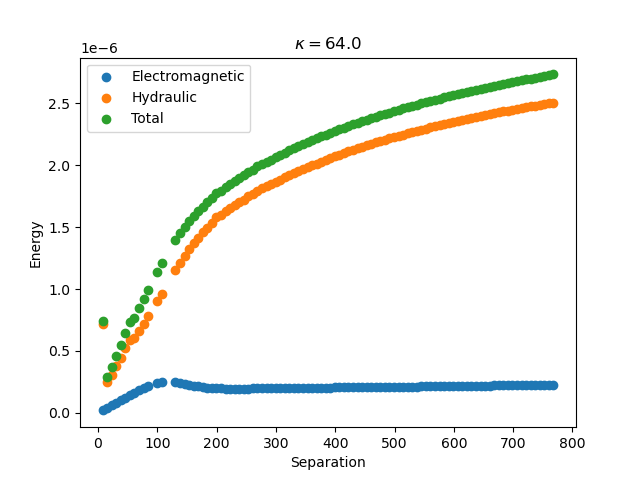 κ = 64.0
1e−6
Electromagnetic
Hydraulic
Total
2.5
2.0
1.5
1.0
0.5
0.0
Energy
0 100 200 300 400 500 600 700 800
Separation